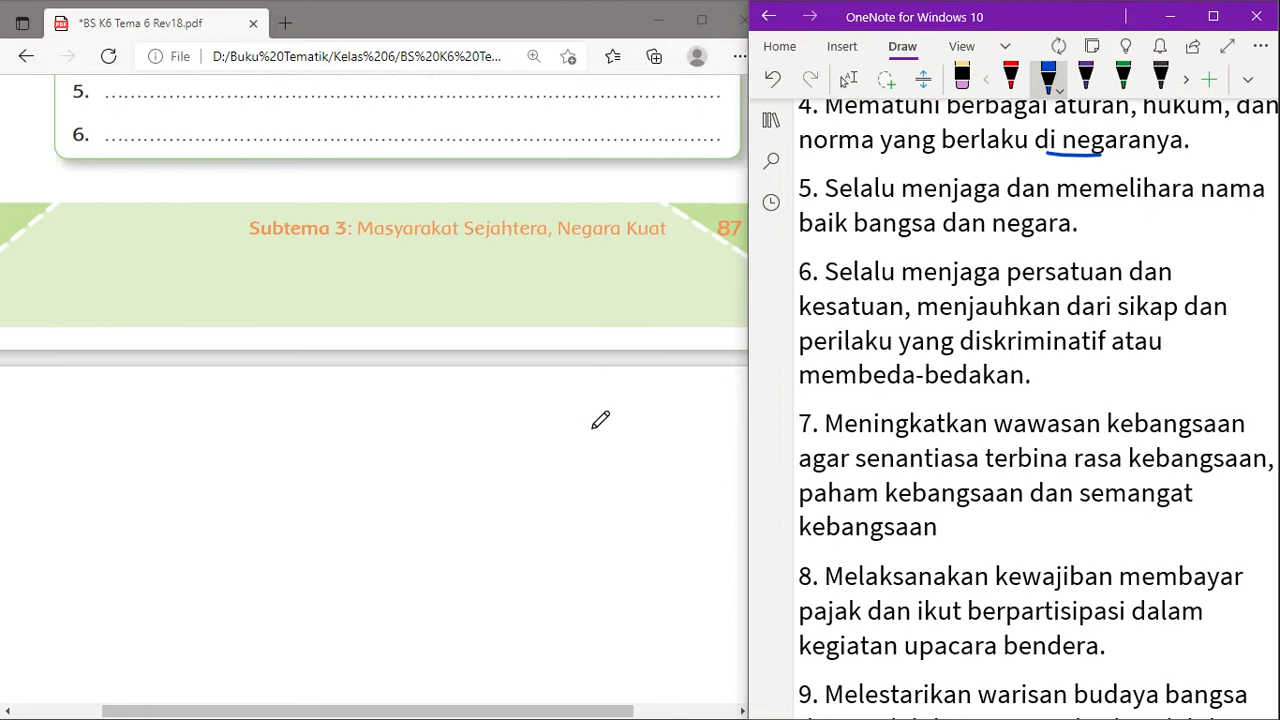 *BS K6 Tema 6 Rev18.pdf
File
D:/Buku%20Tematik/Kelas%206/BS%20K6%20Te...
5. ................................................................
6. ................................................................
Subtema 3: Masyarakat Sejahtera, Negara Kuat 87
OneNote for Windows 10
Home Insert Draw View
4. Mematuhi berbagai aturan, hukum, dan
norma yang berlaku di negaranya.
5. Selalu menjaga dan memelihara nama
baik bangsa dan negara.
6. Selalu menjaga persatuan dan
kesatuan, menjauhkan dari sikap dan
perilaku yang diskriminatif atau
membeda-bedakan.
7. Meningkatkan wawasan kebangsaan
agar senantiasa terbina rasa kebangsaan,
paham kebangsaan dan semangat
kebangsaan
8. Melaksanakan kewajiban membayar
pajak dan ikut berpartisipasi dalam
kegiatan upacara bendera.
9. Melestarikan warisan budaya bangsa